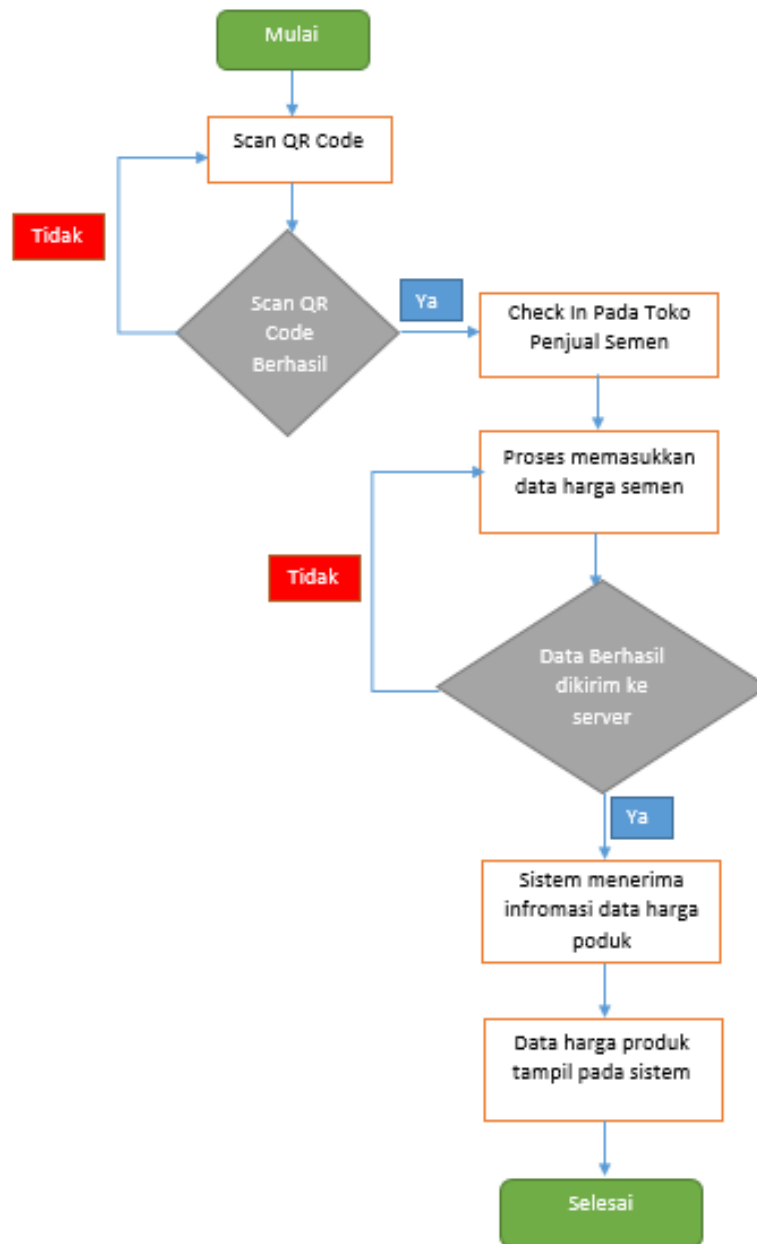 Mulai
Scan QR Code
Tidak
Scan QR
Code
Berhasil
Ya
Check In Pada Toko
Penjual Semen
Proses memasukkan
data harga semen
Tidak
Data Berhasil
dikirim ke
server
Ya
Sistem menerima
infromasi data harga
poduk
Data harga produk
tampil pada sistem
Selesai